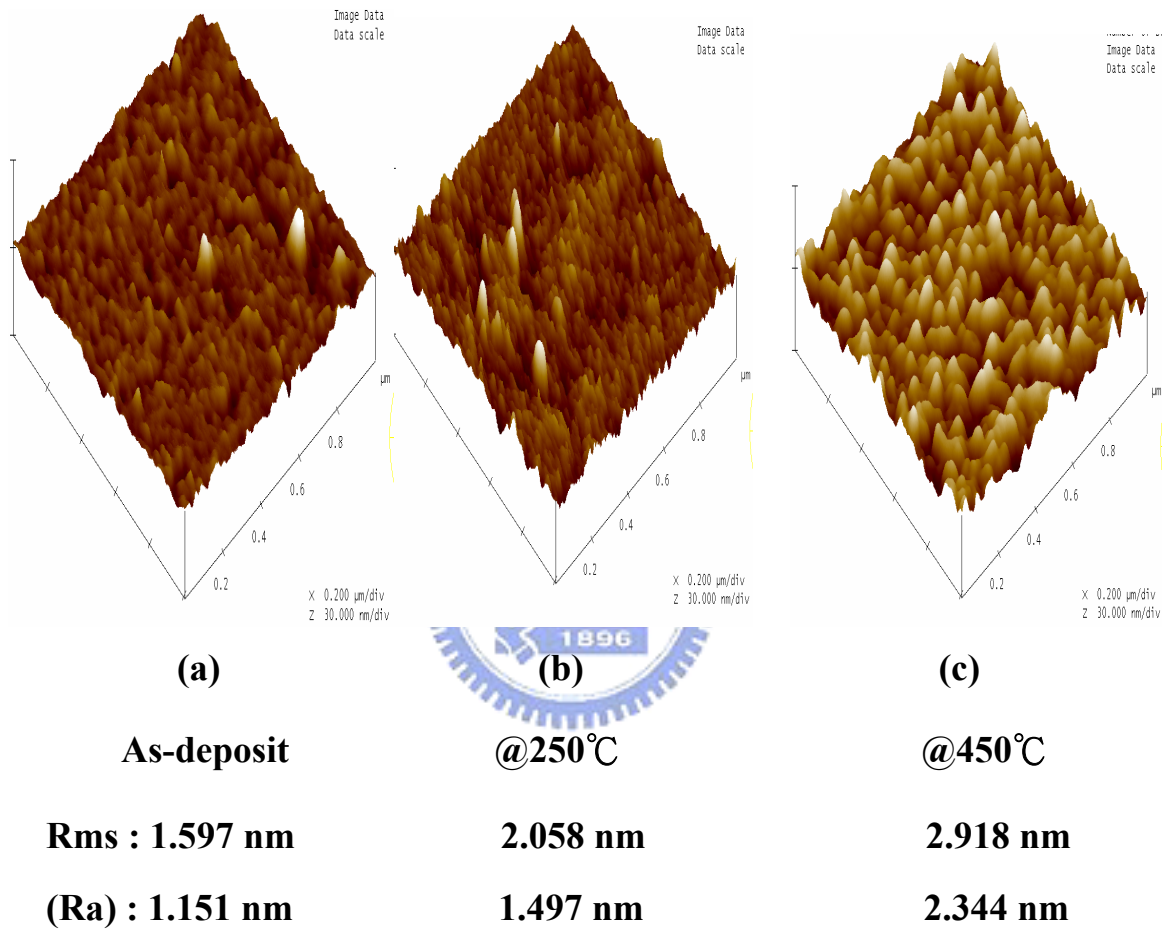 Image Data
Data scale
μm
0.8
0.6
0.4
0.2
X 0.200 μm/div
Z 30.000 nm/div
Image Data
Data scale
μm
0.8
0.6
0.4
0.2
X 0.200 μm/div
Z 30.000 nm/div
Image Data
Data scale
μm
0.8
0.6
0.4
0.2
X 0.200 μm/div
Z 30.000 nm/div
1896
(a) (b) (c)
As-deposit @250℃ @450℃
Rms : 1.597 nm 2.058 nm 2.918 nm
(Ra) : 1.151 nm 1.497 nm 2.344 nm